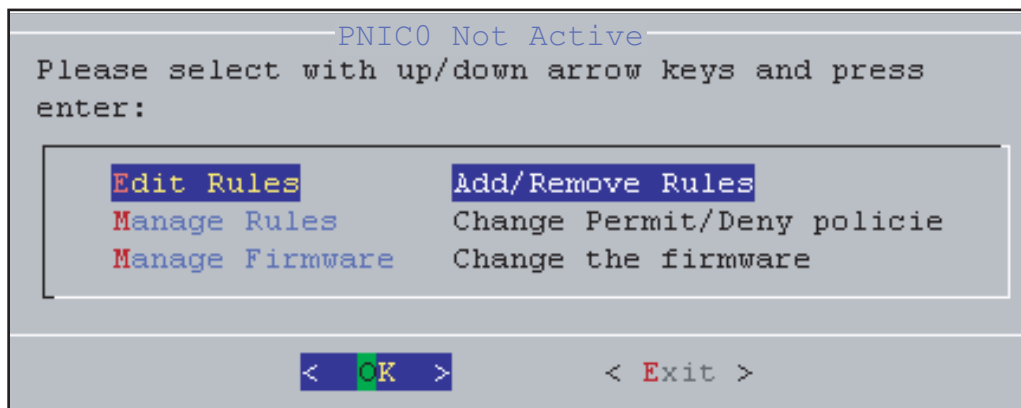 PNIC0 Not Active
Please select with up/down arrow keys and press
enter:
Edit Rules Add/Remove Rules
Manage Rules Change Permit/Deny policie
Manage Firmware Change the firmware
< OK > < Exit >